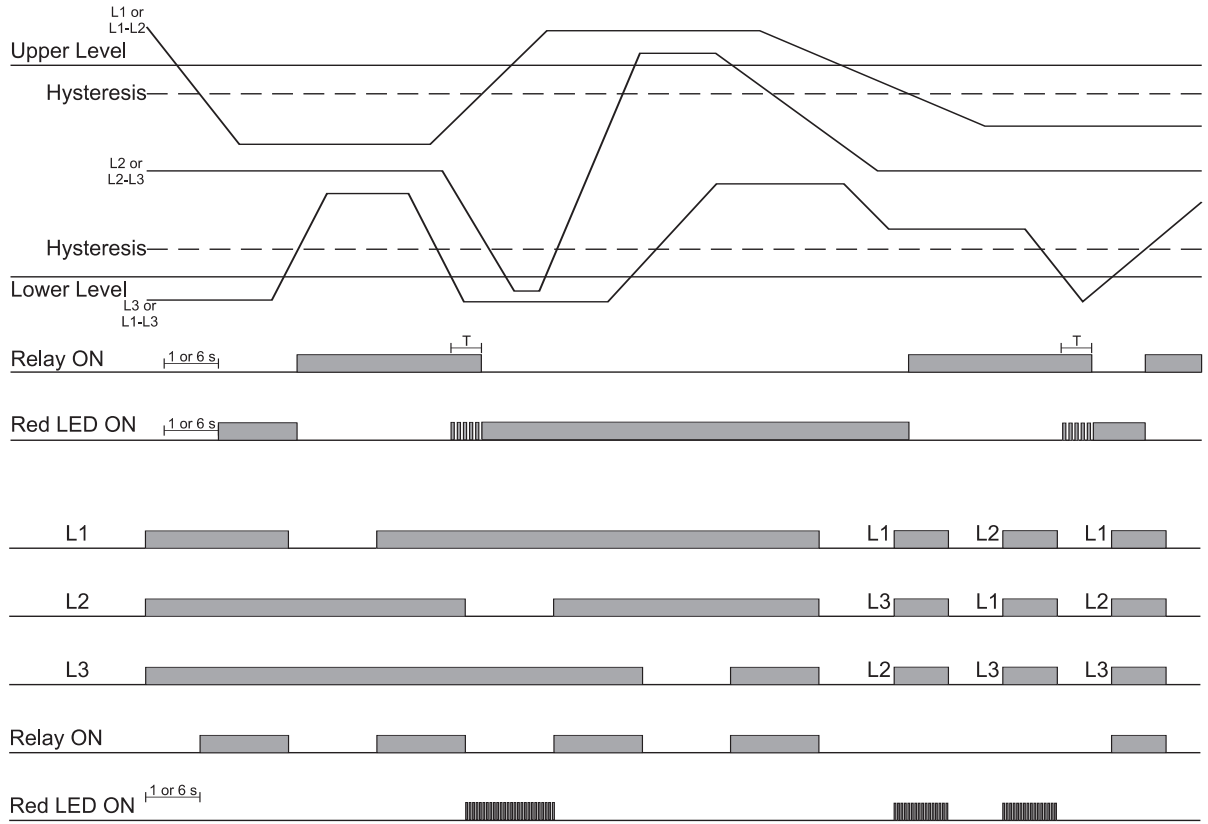 L1 or
L1-L2
Upper Level
Hysteresis
L2 or
L2-L3
Hysteresis
Lower Level
L3 or
L1-L3
T
T
Relay ON
1 or 6 s
Red LED ON
1 or 6 s
L1
L1
L2
L1
L2
L3
L1
L2
L3
L2
L3
L3
Relay ON
Red LED ON
1 or 6 s